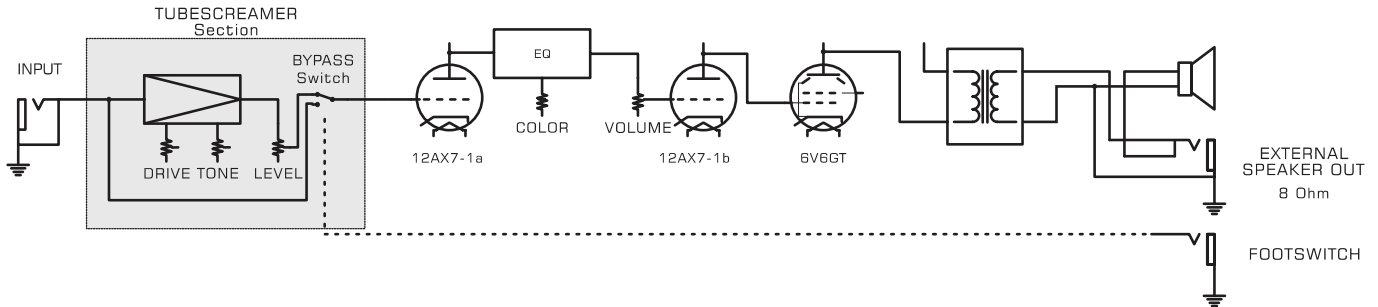 TUBESCREAMER
Section
INPUT
BYPASS
Switch
DRIVE
TONE
LEVEL
12AX7-1a
EQ
COLOR
VOLUME
12AX7-1b
6V6GT
EXTERNAL
SPEAKER OUT
8 Ohm
FOOTSWITCH